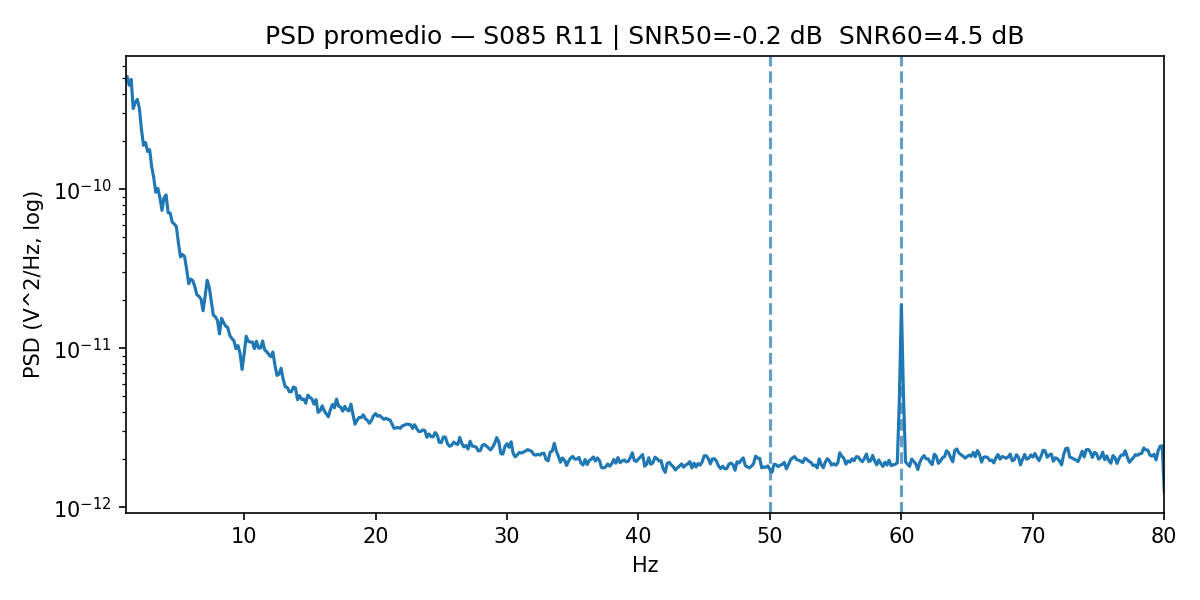 PSD promedio — S085 R11 | SNR50=-0.2 dB  SNR60=4.5 dB
PSD (V^2/Hz, log)
10⁻¹⁰
10⁻¹¹
10⁻¹²
10 20 30 40 50 60 70 80
Hz